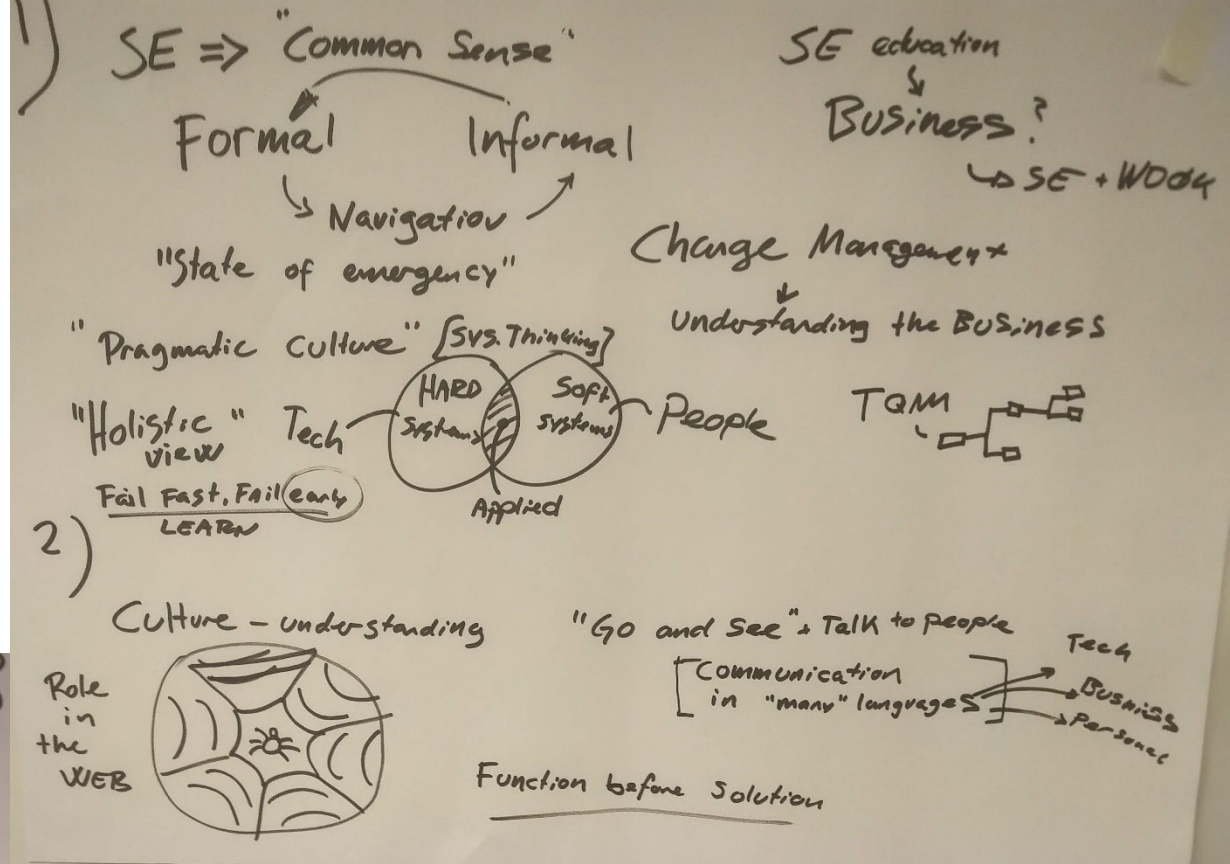 1)
SE => "Common Sense"
Formal
Informal
Navigation
"State of emergency"
"Pragmatic culture"
[Sys. Thinking]
"Holistic"
view
Tech
HARD
Systems
Soft
systems
People
Applied
Fail Fast, Fail early
LEARN
SE education
Business?
SE + WORK
Change Management
Understanding the Business
TQM
2)
Culture - understanding
Role
in
the
WEB
"Go and see" + Talk to people
[Communication
in "many" languages]
Tech
Business
Function before solution